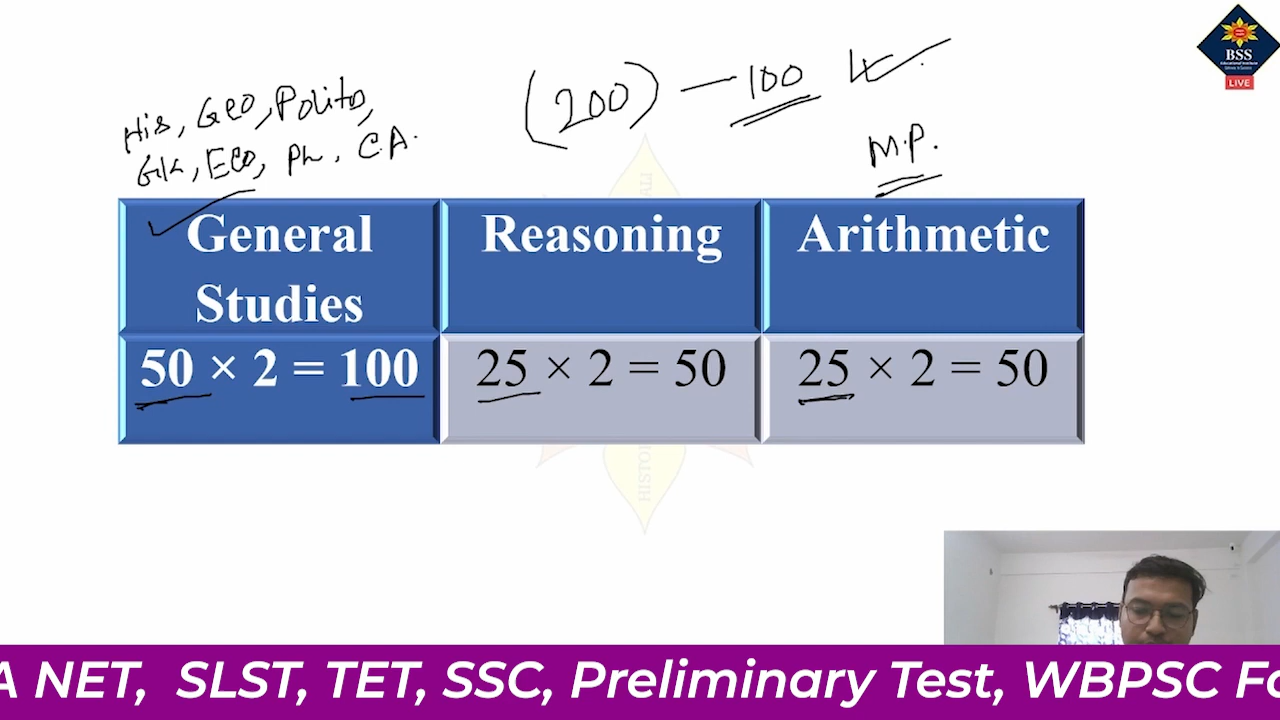 His, Geo, Polity,
GK, ECO, Ph, C.A.
(200) — 100
M.P.
BSS
LIVE
General Studies
Reasoning
Arithmetic
50 × 2 = 100
25 × 2 = 50
25 × 2 = 50
A NET, SLST, TET, SSC, Preliminary Test, WBPSC Fo